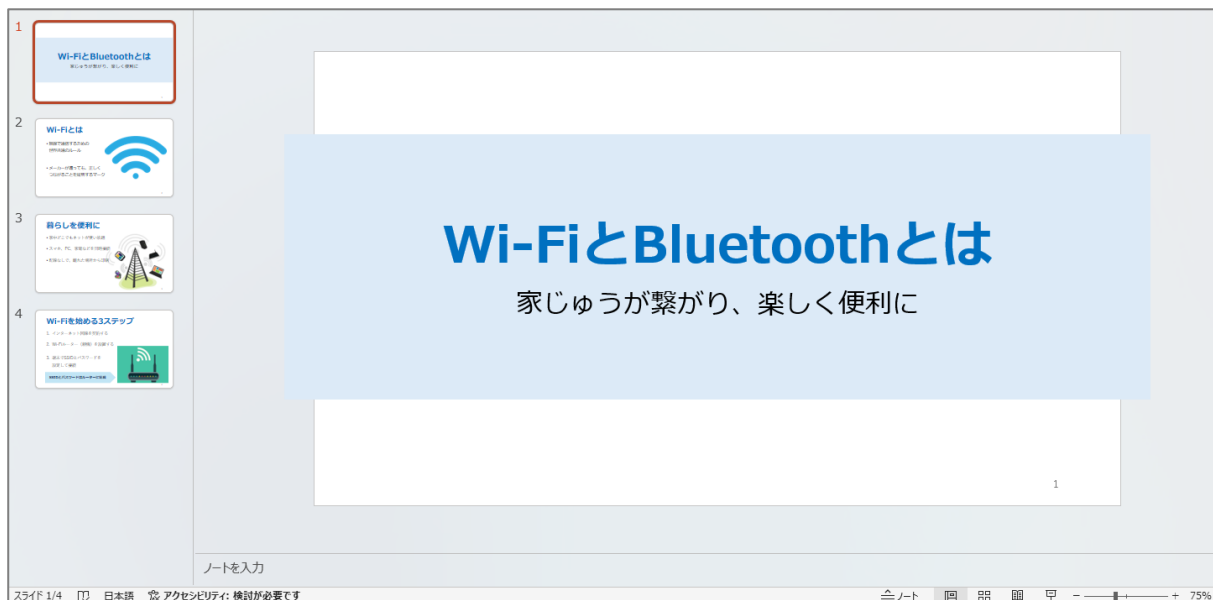 1
Wi-FiとBluetoothとは
家じゅうが繋がり、楽しく便利に
2
Wi-Fiとは
3
暮らしを便利に
4
Wi-Fiを始める3ステップ
Wi-FiとBluetoothとは
家じゅうが繋がり、楽しく便利に
1
ノートを入力
スライド 1/4 日本語 アクセシビリティ: 検討が必要です ノート 75%